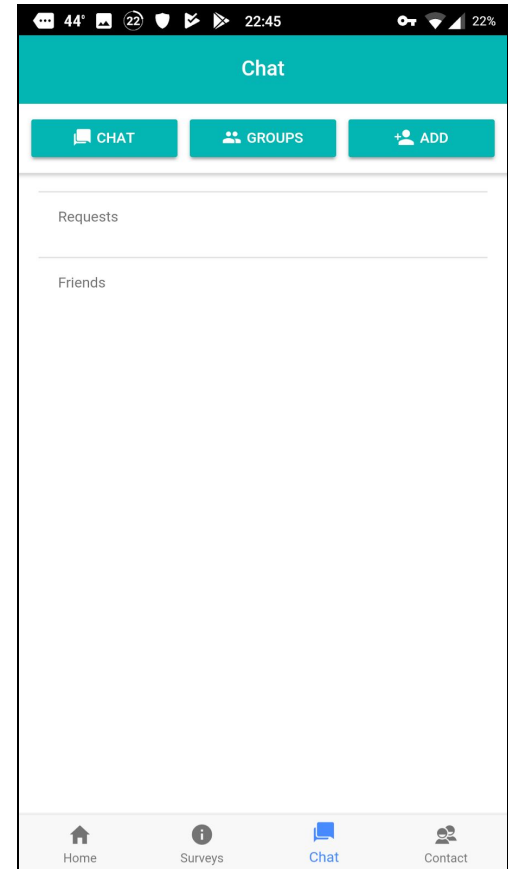 44° 22 22:45 22%
Chat
CHAT GROUPS ADD
Requests
Friends
Home Surveys Chat Contact